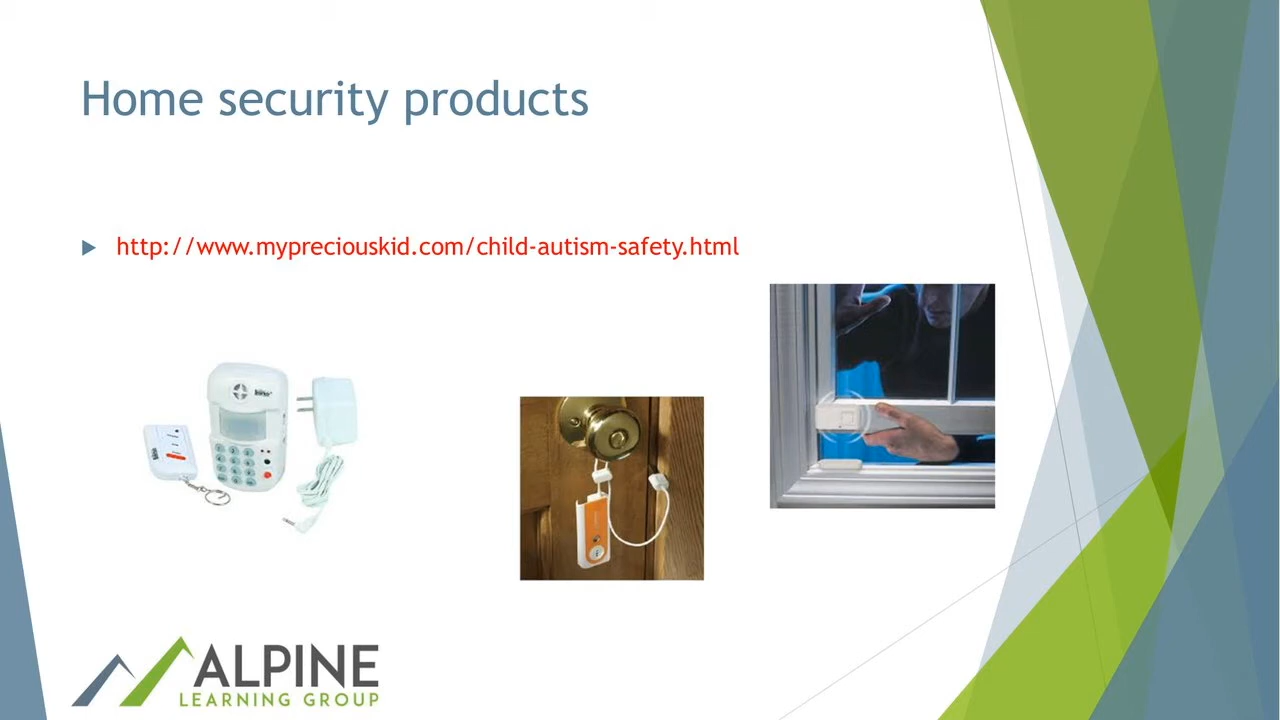 Home security products
http://www.mypreciouskid.com/child-autism-safety.html
ALPINE
LEARNING GROUP